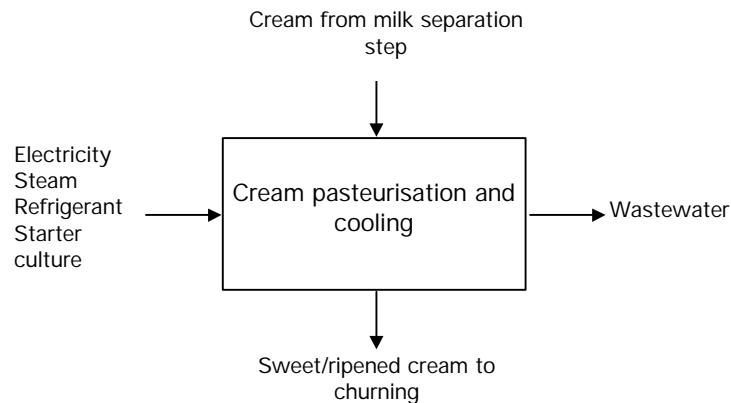 Cream from milk separation
step
Electricity
Steam
Refrigerant
Starter
culture
Cream pasteurisation and
cooling
Wastewater
Sweet/ripened cream to
churning